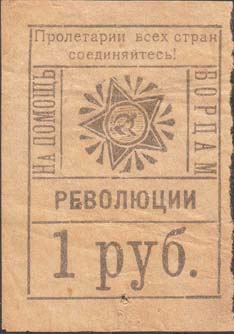 Пролетарии всех стран
соединяйтесь!
НА ПОМОЩЬ
БОРЦАМ
РЕВОЛЮЦИИ
1 руб.